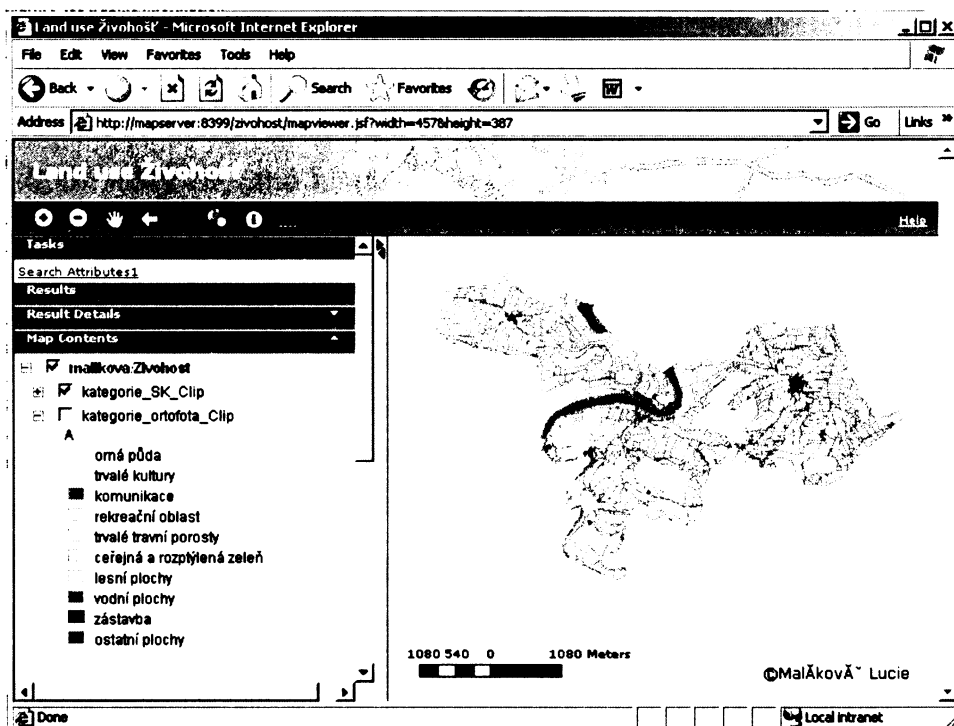 Land use Živohošť - Microsoft Internet Explorer
File Edit View Favorites Tools Help
Back Search Favorites
Address http://mapserver:8399/zivohost/mapviewer.jsf?width=457&height=387 Go Links »
Land use Živohošť
Help
Tasks
Search Attributes1
Results
Result Details
Map Contents
malikova:Zivohost
kategorie_SK_Clip
kategorie_ortofota_Clip
A
orná půda
trvalé kultury
komunikace
rekreační oblast
trvalé travní porosty
ceřejná a rozptýlená zeleň
lesní plochy
vodní plochy
zástavba
ostatní plochy
1080 540 0 1080 Meters
©MalĂkovĂˇ Lucie
Done Local intranet